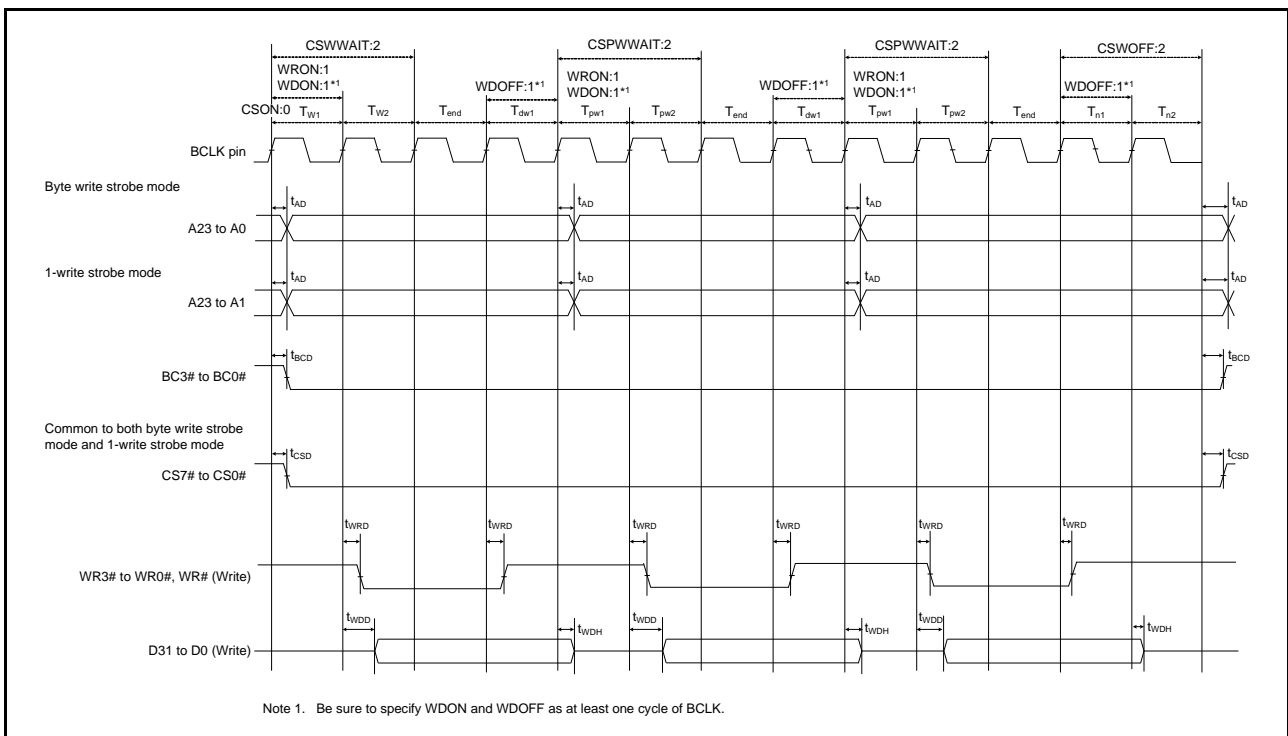 CSWWAIT:2 CSPWWAIT:2 CSPWWAIT:2 CSWOFF:2
WRON:1 WRON:1 WRON:1
WDON:1*1 WDOFF:1*1 WDON:1*1 WDOFF:1*1 WDON:1*1 WDOFF:1*1
CSON:0 TW1 TW2 Tend Tdw1 Tpw1 Tpw2 Tend Tdw1 Tpw1 Tpw2 Tend Tn1 Tn2
BCLK pin
Byte write strobe mode
tAD tAD tAD tAD
A23 to A0
1-write strobe mode
tAD tAD tAD tAD
A23 to A1
tBCD tBCD
BC3# to BC0#
Common to both byte write strobe
mode and 1-write strobe mode
tCSD tCSD
CS7# to CS0#
tWRD tWRD tWRD tWRD tWRD tWRD
WR3# to WR0#, WR# (Write)
tWDD tWDH tWDD tWDH tWDD tWDH
D31 to D0 (Write)
Note 1. Be sure to specify WDON and WDOFF as at least one cycle of BCLK.